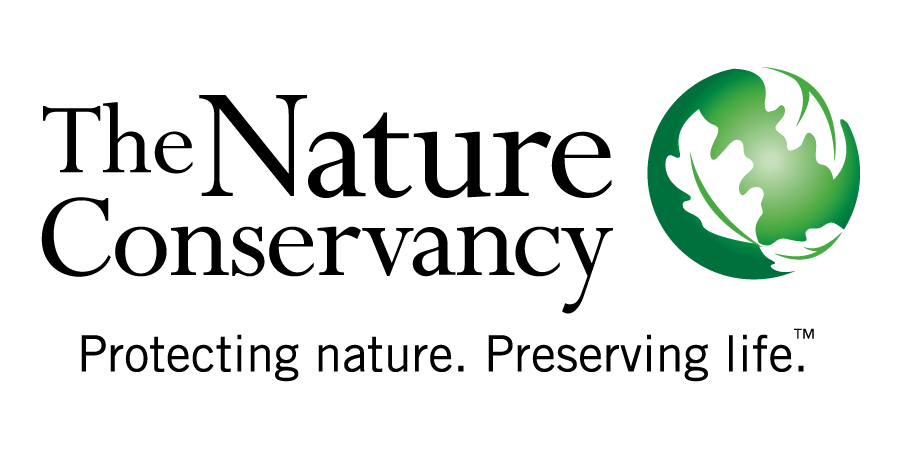 The Nature
Conservancy
Protecting nature. Preserving life.™